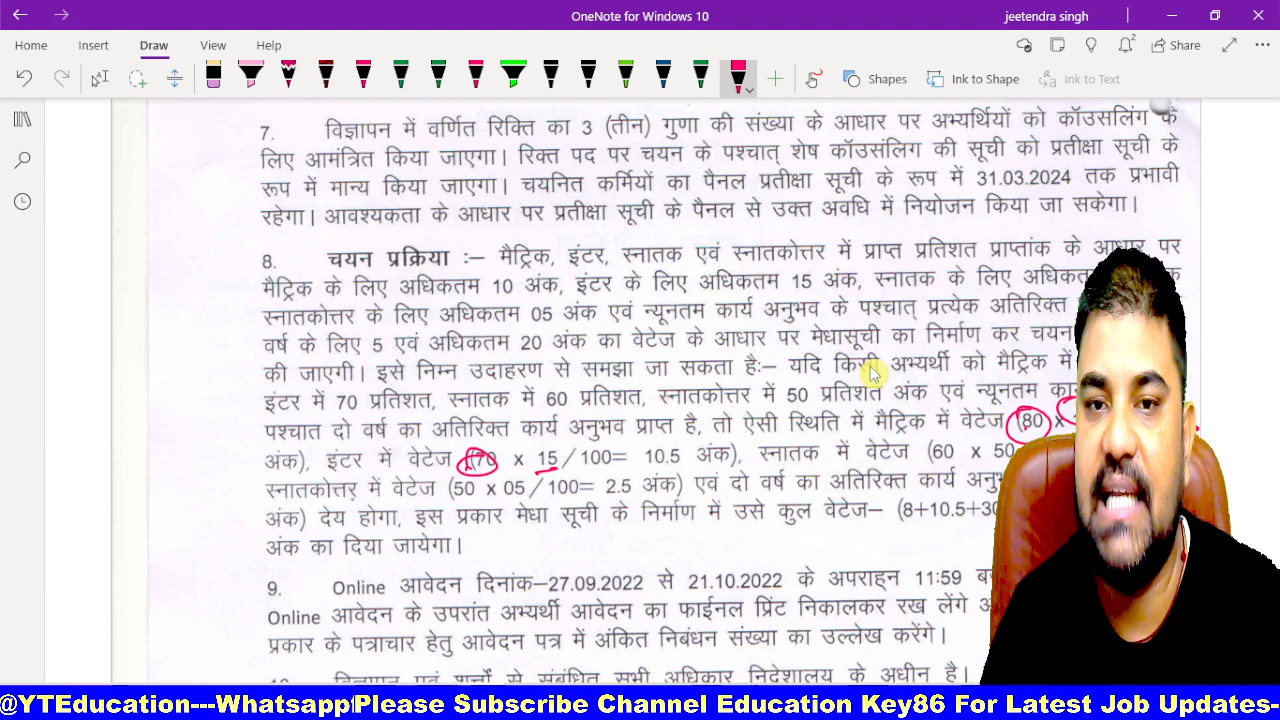 OneNote for Windows 10
jeetendra singh
Home Insert Draw View Help
Share
Shapes Ink to Shape Ink to Text
7. विज्ञापन में वर्णित रिक्ति का 3 (तीन) गुणा की संख्या के आधार पर अभ्यर्थियों को कॉउसलिंग के
लिए आमंत्रित किया जाएगा। रिक्त पद पर चयन के पश्चात् शेष कॉउसंलिग की सूची को प्रतीक्षा सूची के
रूप में मान्य किया जाएगा। चयनित कर्मियों का पैनल प्रतीक्षा सूची के रूप में 31.03.2024 तक प्रभावी
रहेगा। आवश्यकता के आधार पर प्रतीक्षा सूची के पैनल से उक्त अवधि में नियोजन किया जा सकेगा।
8. चयन प्रक्रिया :– मैट्रिक, इंटर, स्नातक एवं स्नातकोत्तर में प्राप्त प्रतिशत प्राप्तांक के आधार पर
मैट्रिक के लिए अधिकतम 10 अंक, इंटर के लिए अधिकतम 15 अंक, स्नातक के लिए
स्नातकोत्तर के लिए अधिकतम 05 अंक एवं न्यूनतम कार्य अनुभव के पश्चात् प्रत्येक अतिरिक्त
वर्ष के लिए 5 एवं अधिकतम 20 अंक का वेटेज के आधार पर मेधासूची का निर्माण कर चयन
की जाएगी। इसे निम्न उदाहरण से समझा जा सकता है:– यदि किसी अभ्यर्थी को मैट्रिक में
इंटर में 70 प्रतिशत, स्नातक में 60 प्रतिशत, स्नातकोत्तर में 50 प्रतिशत अंक एवं न्यूनतम
पश्चात दो वर्ष का अतिरिक्त कार्य अनुभव प्राप्त है, तो ऐसी स्थिति में मैट्रिक में वेटेज (80 x
अंक), इंटर में वेटेज (70 x 15/100= 10.5 अंक), स्नातक में वेटेज (60 x 50
स्नातकोत्तर में वेटेज (50 x 05/100= 2.5 अंक) एवं दो वर्ष का अतिरिक्त कार्य
अंक) देय होगा, इस प्रकार मेधा सूची के निर्माण में उसे कुल वेटेज– (8+10.5+30
अंक का दिया जायेगा।
9. Online आवेदन दिनांक–27.09.2022 से 21.10.2022 के अपराह्न 11:59
Online आवेदन के उपरांत अभ्यर्थी आवेदन का फाईनल प्रिंट निकालकर रख लेंगे
प्रकार के पत्राचार हेतु आवेदन पत्र में अंकित निबंधन संख्या का उल्लेख करेंगे।
विज्ञापन एवं शर्त्तो से संबंधित सभी अधिकार निदेशालय के अधीन है।
@YTEducation---Whatsapp Please Subscribe Channel Education Key86 For Latest Job Updates-